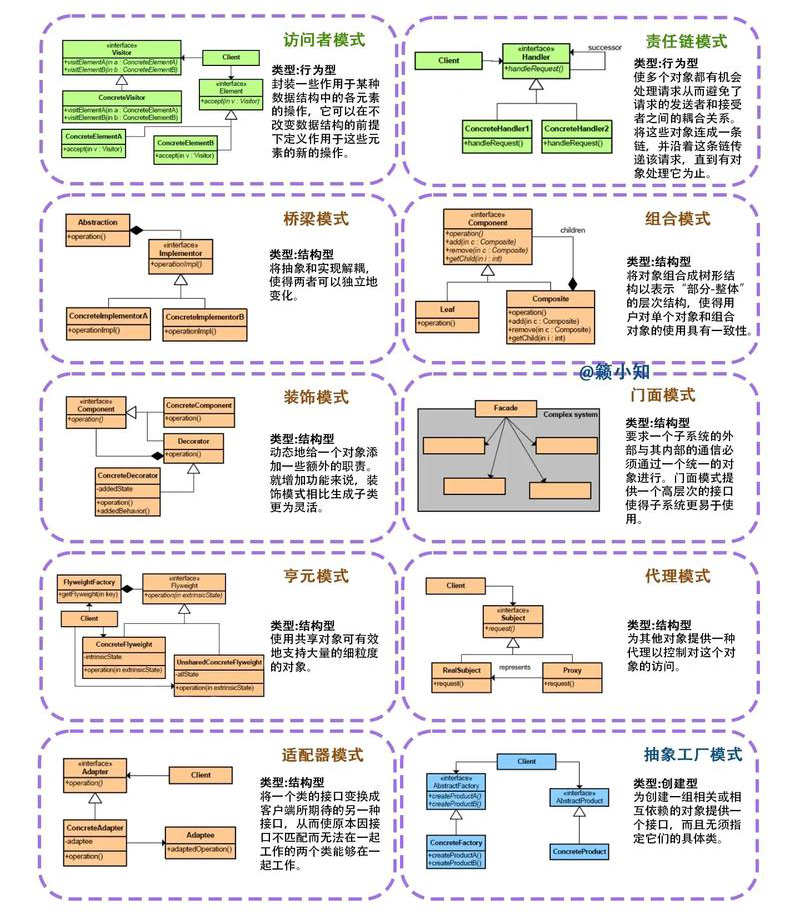 访问者模式
«interface»
Visitor
+visitElementA(in a : ConcreteElementA)
+visitElementB(in b : ConcreteElementB)
Client
«interface»
Element
+accept(in v : Visitor)
ConcreteVisitor
+visitElementA(in a : ConcreteElementA)
+visitElementB(in b : ConcreteElementB)
ConcreteElementA
+accept(in v : Visitor)
ConcreteElementB
+accept(in v : Visitor)
类型:行为型
封装一些作用于某种
数据结构中的各元素
的操作，它可以在不
改变数据结构的前提
下定义作用于这些元
素的新的操作。
责任链模式
Client
«interface»
Handler
+handleRequest()
successor
ConcreteHandler1
+handleRequest()
ConcreteHandler2
+handleRequest()
类型:行为型
使多个对象都有机会
处理请求从而避免了
请求的发送者和接受
者之间的耦合关系。
将这些对象连成一条
链，并沿着这条链传
递该请求，直到有对
象处理它为止。
桥梁模式
Abstraction
+operation()
«interface»
Implementor
+operationImpl()
ConcreteImplementorA
+operationImpl()
ConcreteImplementorB
+operationImpl()
类型:结构型
将抽象和实现解耦，
使得两者可以独立地
变化。
组合模式
«interface»
Component
+operation()
+add(in c : Composite)
+remove(in c : Composite)
+getChild(in i : int)
children
Leaf
+operation()
Composite
+operation()
+add(in c : Composite)
+remove(in c : Composite)
+getChild(in i : int)
类型:结构型
将对象组合成树形结
构以表示“部分-整体”
的层次结构，使得用
户对单个对象和组合
对象的使用具有一致性。
@籁小知
装饰模式
«interface»
Component
+operation()
ConcreteComponent
+operation()
Decorator
+operation()
ConcreteDecorator
-addedState
+operation()
+addedBehavior()
类型:结构型
动态地给一个对象添
加一些额外的职责。
就增加功能来说，装
饰模式相比生成子类
更为灵活。
门面模式
Facade
Complex system
类型:结构型
要求一个子系统的外
部与其内部的通信必
须通过一个统一的对
象进行。门面模式提
供一个高层次的接口
使得子系统更易于使
用。
享元模式
FlyweightFactory
+getFlyweight(in key)
«interface»
Flyweight
+operation(in extrinsicState)
Client
ConcreteFlyweight
-intrinsicState
+operation(in extrinsicState)
UnsharedConcreteFlyweight
-allState
+operation(in extrinsicState)
类型:结构型
使用共享对象可有效
地支持大量的细粒度
的对象。
代理模式
Client
«interface»
Subject
+request()
RealSubject
+request()
represents
Proxy
+request()
类型:结构型
为其他对象提供一种
代理以控制对这个对
象的访问。
适配器模式
«interface»
Adapter
+operation()
Client
ConcreteAdapter
-adaptee
+operation()
Adaptee
+adaptedOperation()
类型:结构型
将一个类的接口变换成
客户端所期待的另一种
接口，从而使原本因接
口不匹配而无法在一起
工作的两个类能够在一
起工作。
抽象工厂模式
Client
«interface»
AbstractFactory
+createProductA()
+createProductB()
«interface»
AbstractProduct
ConcreteFactory
+createProductA()
+createProductB()
ConcreteProduct
类型:创建型
为创建一组相关或相
互依赖的对象提供一
个接口，而且无须指
定它们的具体类。